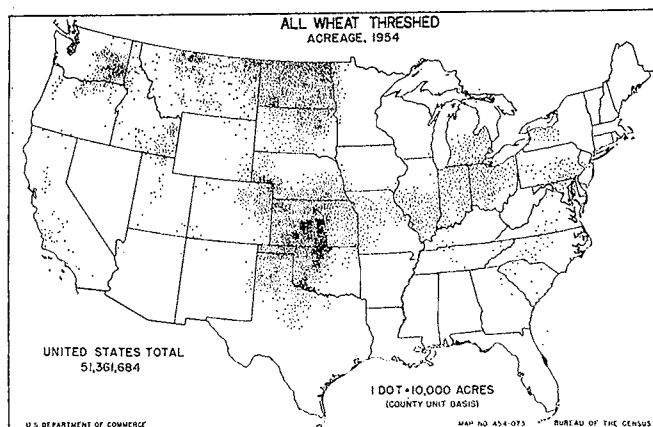 ALL WHEAT THRESHED
ACREAGE, 1954
UNITED STATES TOTAL
51,361,684
1 DOT = 10,000 ACRES
(COUNTY UNIT BASIS)
U S DEPARTMENT OF COMMERCE
MAP NO A54-073
BUREAU OF THE CENSUS